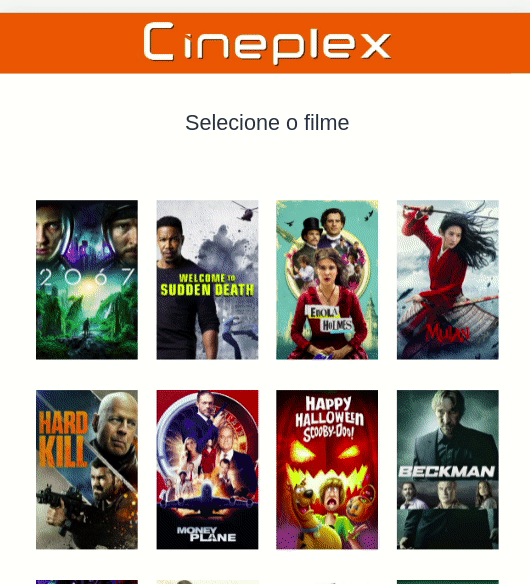 Cineplex
Selecione o filme
2067
WELCOME TO
SUDDEN DEATH
ENOLA
HOLMES
MULAN
HARD
KILL
MONEY
PLANE
HAPPY
HALLOWEEN
SCOOBY-DOO!
BECKMAN